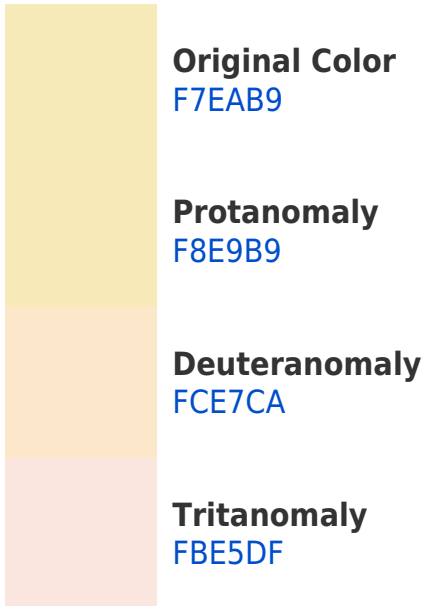 Original Color
F7EAB9
Protanomaly
F8E9B9
Deuteranomaly
FCE7CA
Tritanomaly
FBE5DF